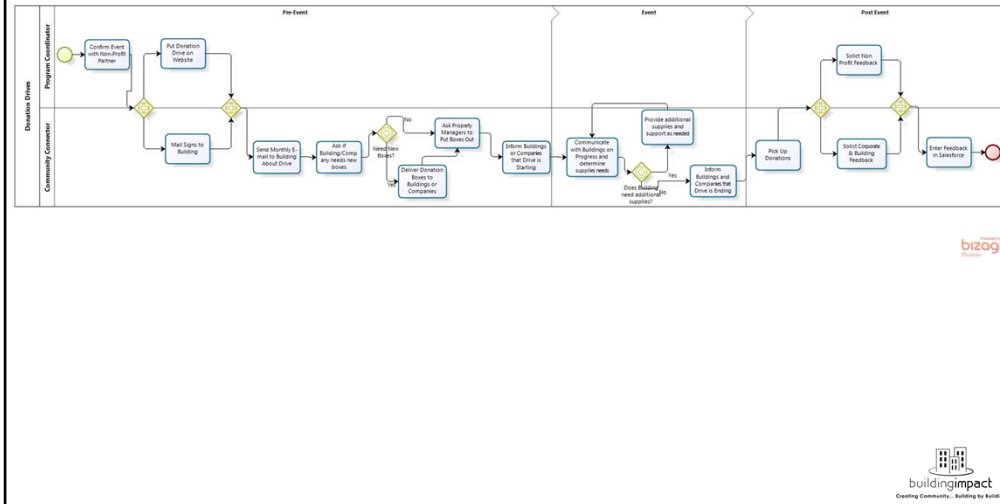 Pre-Event
Event
Post Event
Donation Drives
Program Coordinator
Community Connector
Confirm Event
with Non-Profit
Partner
Put Donation
Drive on
Website
Mail Signs to
Building
Send Monthly E-
mail to Building
About Drive
Ask if
Building/Comp
any needs new
boxes
Need New
Boxes?
No
Yes
Deliver Donation
Boxes to
Buildings or
Companies
Ask Property
Managers to
Put Boxes Out
Inform Buildings
or Companies
that Drive is
Starting
Communicate
with Buildings on
Progress and
determine
supplies needs
Provide additional
supplies and
support as needed
Does Building
need additional
supplies?
Yes
No
Inform
Buildings and
Companies that
Drive is Ending
Pick Up
Donations
Solict Non
Profit Feedback
Solict Corporate
& Building
Feedback
Enter Feedback
in Salesforce
bizag
Modeler
buildingimpact
Creating Community... Building by Buildi